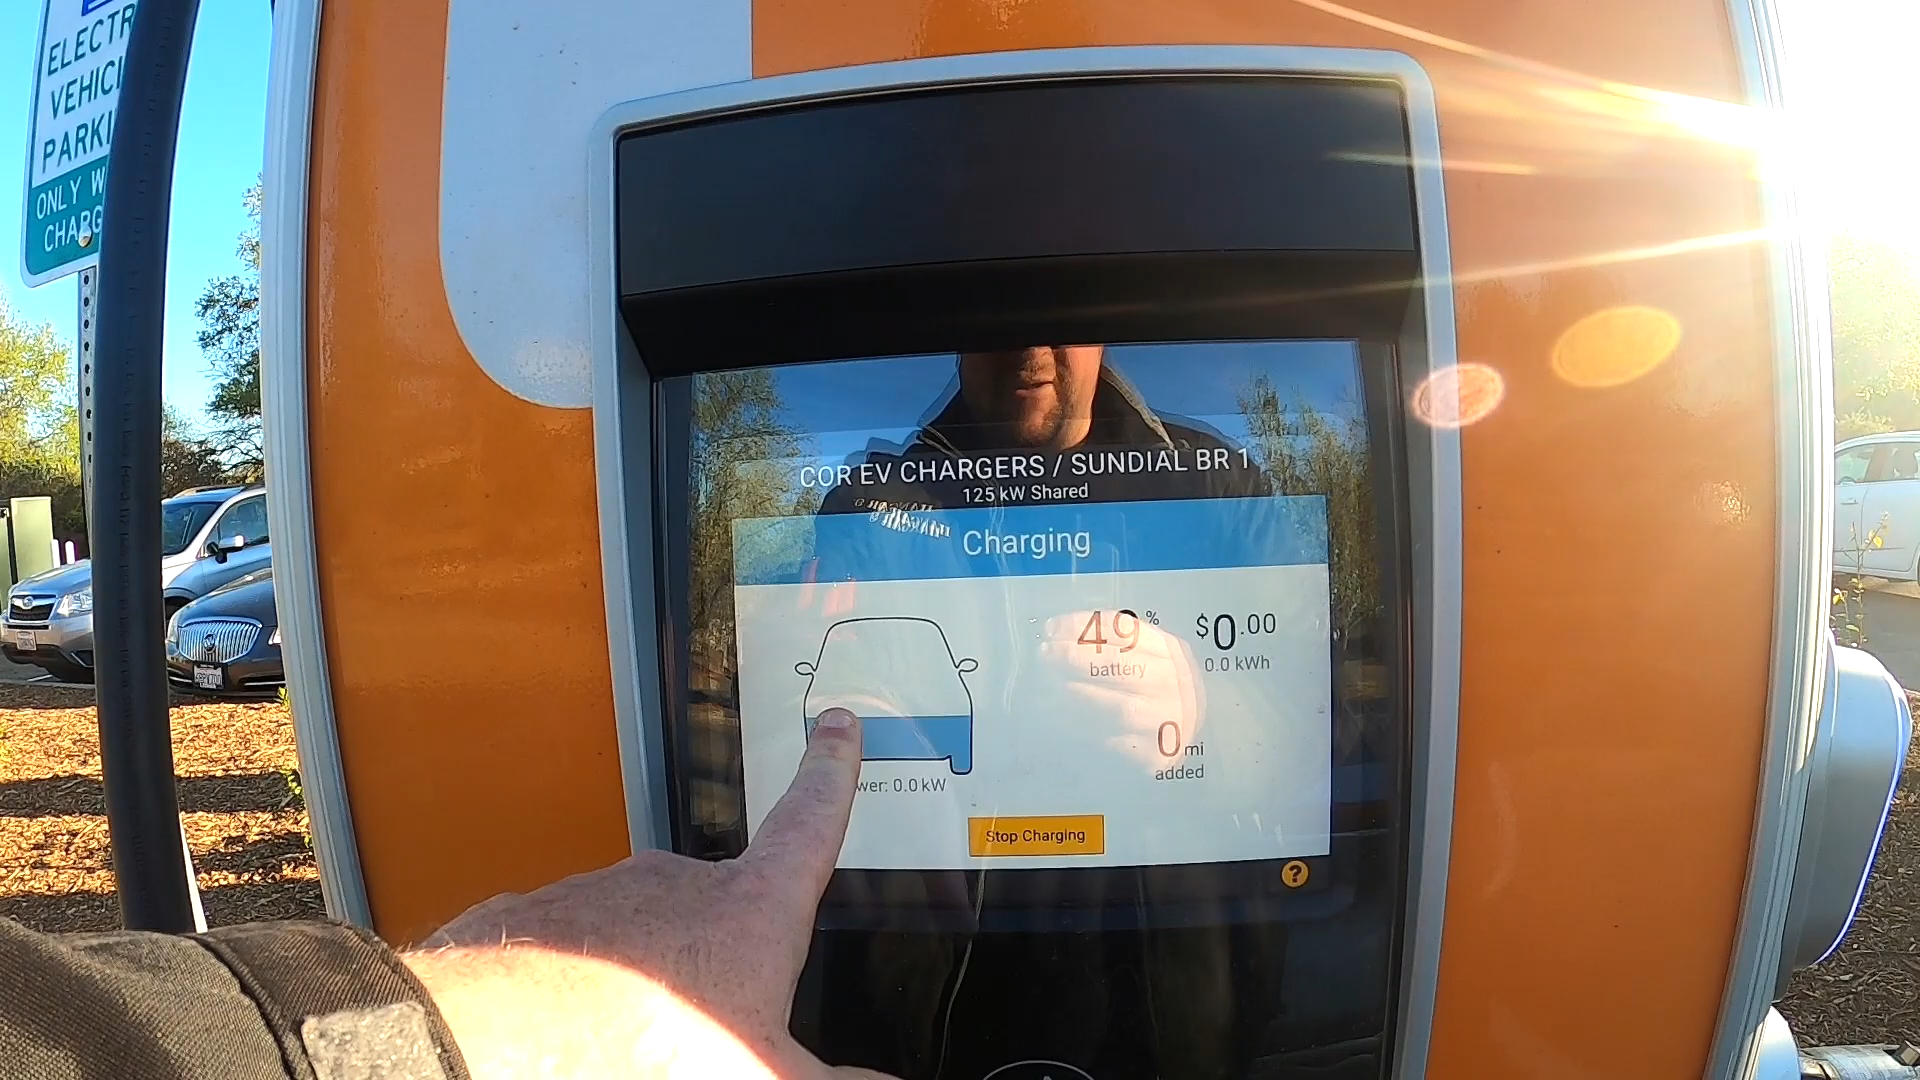 ELECTR
VEHICI
PARKI
ONLY W
CHARG
COR EV CHARGERS / SUNDIAL BR 1
125 kW Shared
Charging
49%
battery
$0.00
0.0 kWh
0 mi
added
wer: 0.0 kW
Stop Charging
?